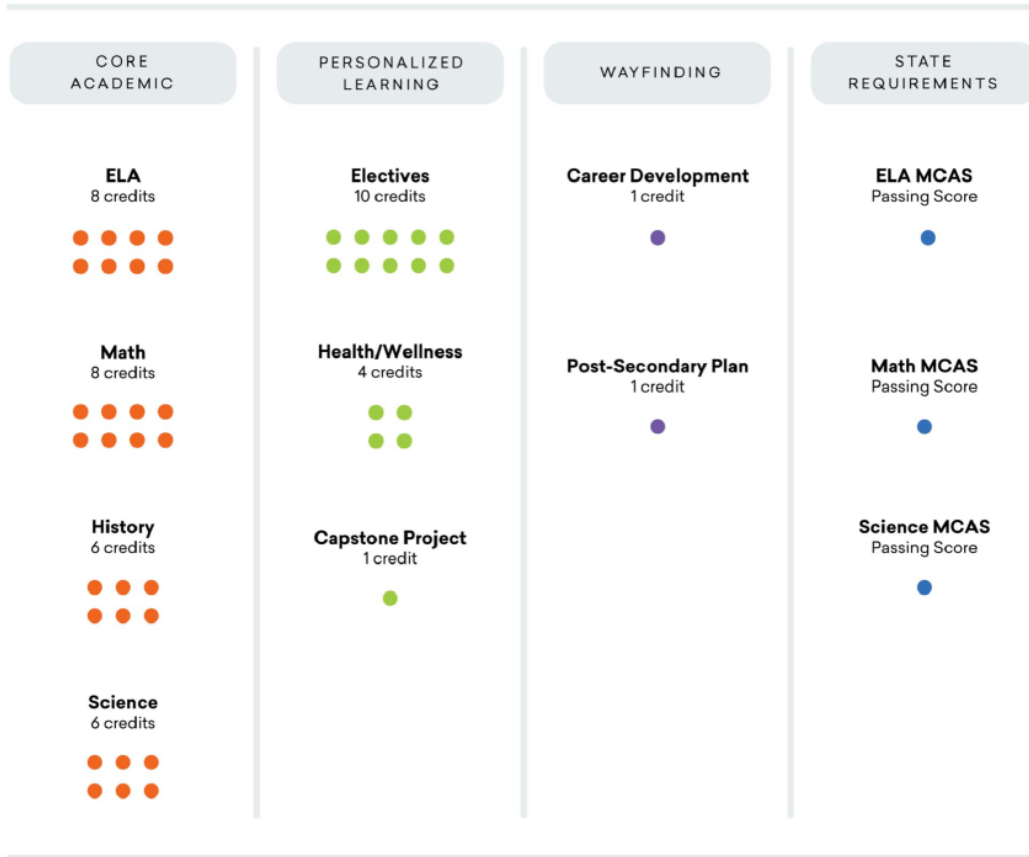 CORE
ACADEMIC
ELA
8 credits
Math
8 credits
History
6 credits
Science
6 credits
PERSONALIZED
LEARNING
Electives
10 credits
Health/Wellness
4 credits
Capstone Project
1 credit
WAYFINDING
Career Development
1 credit
Post-Secondary Plan
1 credit
STATE
REQUIREMENTS
ELA MCAS
Passing Score
Math MCAS
Passing Score
Science MCAS
Passing Score